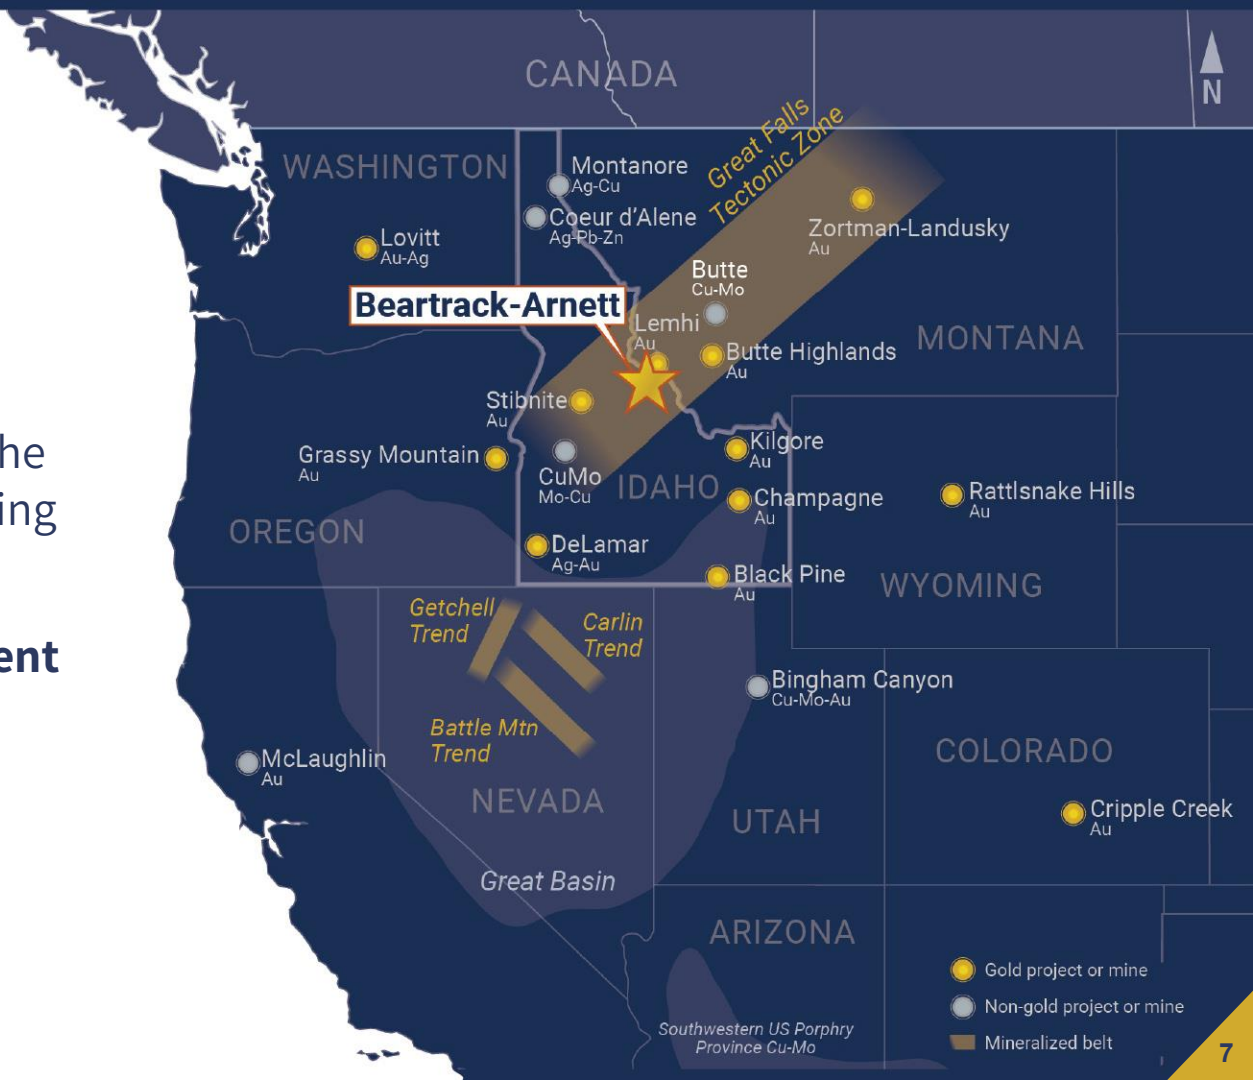 CANADA
N
WASHINGTON
Montanore
Ag-Cu
Great Falls
Tectonic Zone
Coeur d'Alene
Ag-Pb-Zn
Zortman-Landusky
Au
Lovitt
Au-Ag
Butte
Cu-Mo
Beartrack-Arnett
Lemhi
Au
MONTANA
Butte Highlands
Au
Stibnite
Au
Kilgore
Au
he
Grassy Mountain
Au
CuMo
Mo-Cu
IDAHO
Champagne
Au
Rattlsnake Hills
Au
ing
OREGON
DeLamar
Ag-Au
Black Pine
Au
WYOMING
Getchell
Trend
Carlin
Trend
ent
Bingham Canyon
Cu-Mo-Au
Battle Mtn
Trend
McLaughlin
Au
COLORADO
NEVADA
UTAH
Cripple Creek
Au
Great Basin
ARIZONA
Gold project or mine
Non-gold project or mine
Mineralized belt
Southwestern US Porphry
Province Cu-Mo
7